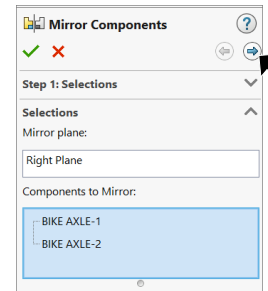 Mirror Components
?
Step 1: Selections
Selections
Mirror plane:
Right Plane
Components to Mirror:
BIKE AXLE-1
BIKE AXLE-2